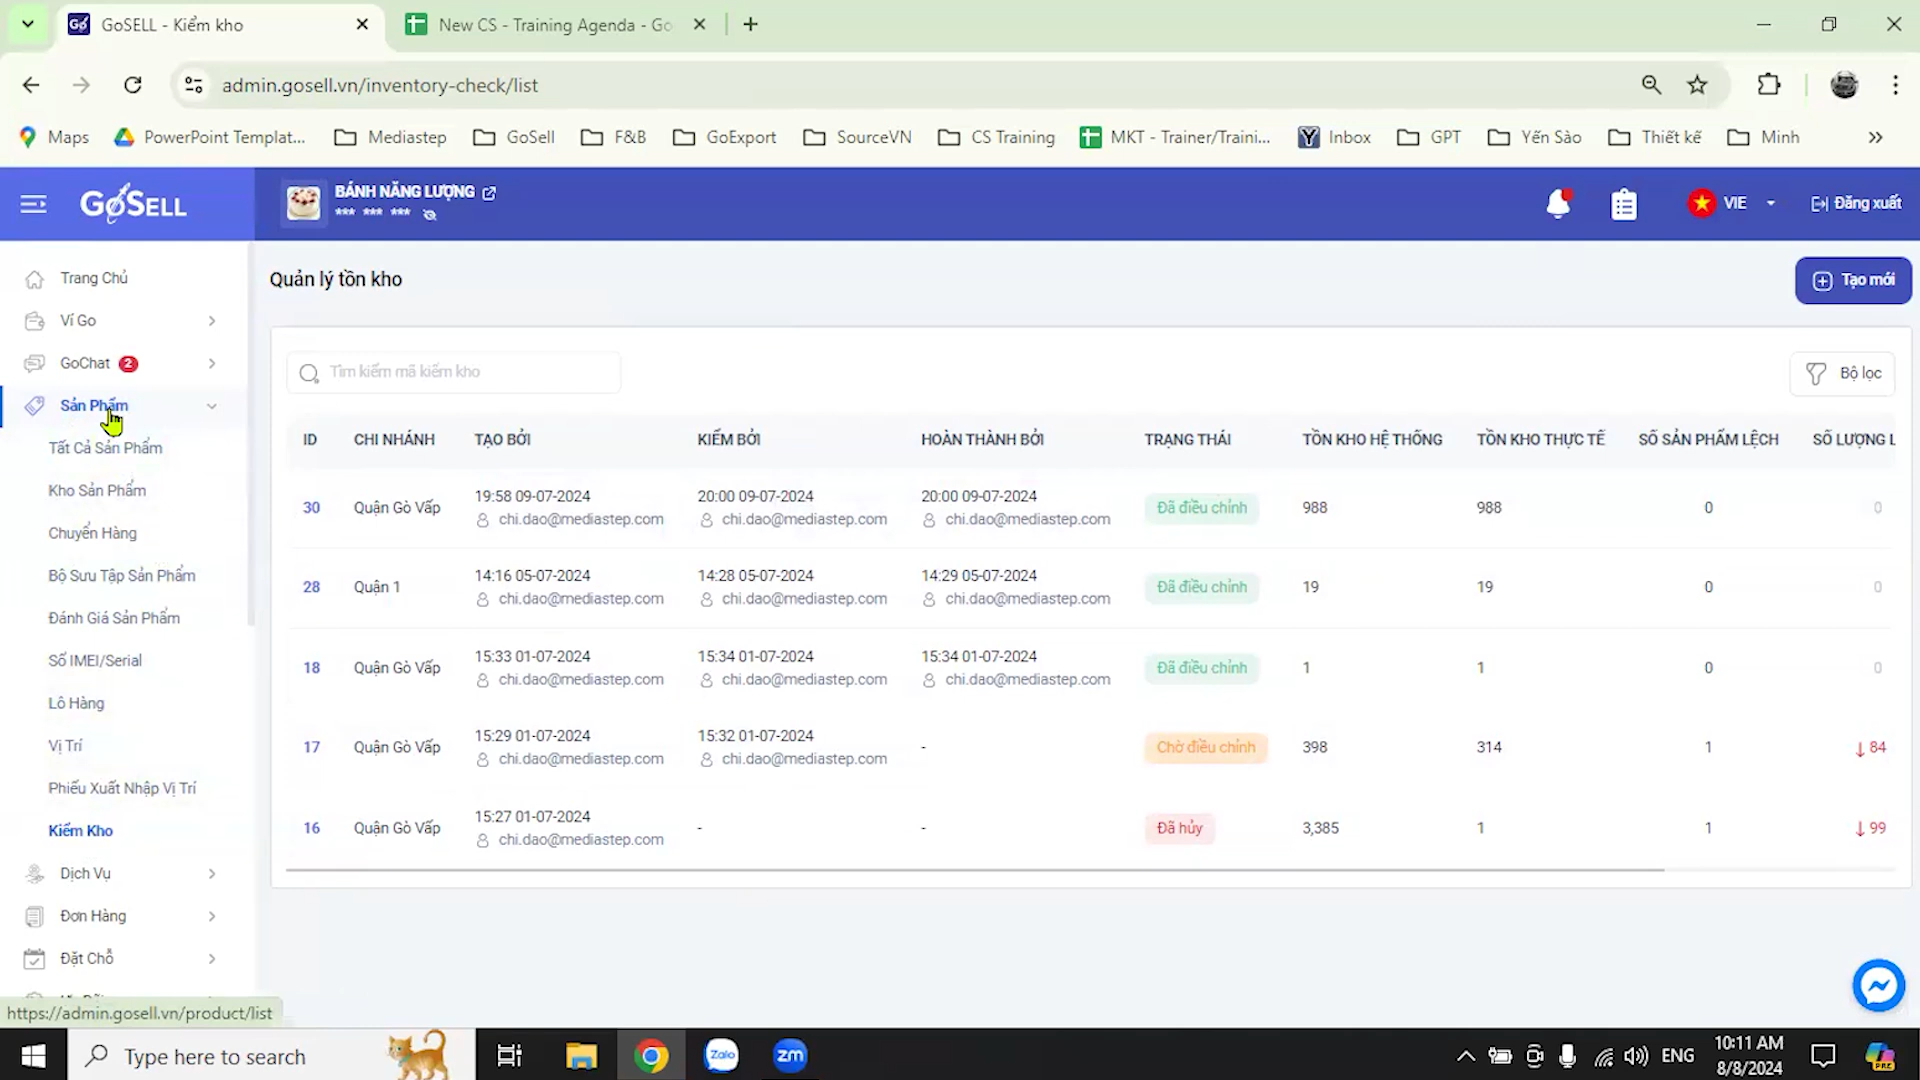 GoSELL - Kiểm kho
New CS - Training Agenda - Go
admin.gosell.vn/inventory-check/list
Maps
PowerPoint Templat...
Mediastep
GoSell
F&B
GoExport
SourceVN
CS Training
MKT - Trainer/Traini...
Inbox
GPT
Yến Sào
Thiết kế
Minh
GoSELL
BÁNH NĂNG LƯỢNG
*** *** ***
VIE
Đăng xuất
Trang Chủ
Ví Go
GoChat 2
Sản Phẩm
Tất Cả Sản Phẩm
Kho Sản Phẩm
Chuyển Hàng
Bộ Sưu Tập Sản Phẩm
Đánh Giá Sản Phẩm
Số IMEI/Serial
Lô Hàng
Vị Trí
Phiếu Xuất Nhập Vị Trí
Kiểm Kho
Dịch Vụ
Đơn Hàng
Đặt Chỗ
https://admin.gosell.vn/product/list
Quản lý tồn kho
Tạo mới
Tìm kiếm mã kiểm kho
Bộ lọc
ID CHI NHÁNH TẠO BỞI KIỂM BỞI HOÀN THÀNH BỞI TRẠNG THÁI TỒN KHO HỆ THỐNG TỒN KHO THỰC TẾ SỐ SẢN PHẨM LỆCH SỐ LƯỢNG L
30 Quận Gò Vấp 19:58 09-07-2024 20:00 09-07-2024 20:00 09-07-2024 Đã điều chỉnh 988 988 0 0
chi.dao@mediastep.com chi.dao@mediastep.com chi.dao@mediastep.com
28 Quận 1 14:16 05-07-2024 14:28 05-07-2024 14:29 05-07-2024 Đã điều chỉnh 19 19 0 0
chi.dao@mediastep.com chi.dao@mediastep.com chi.dao@mediastep.com
18 Quận Gò Vấp 15:33 01-07-2024 15:34 01-07-2024 15:34 01-07-2024 Đã điều chỉnh 1 1 0 0
chi.dao@mediastep.com chi.dao@mediastep.com chi.dao@mediastep.com
17 Quận Gò Vấp 15:29 01-07-2024 15:32 01-07-2024 - Chờ điều chỉnh 398 314 1 ↓84
chi.dao@mediastep.com chi.dao@mediastep.com
16 Quận Gò Vấp 15:27 01-07-2024 - - Đã hủy 3,385 1 1 ↓99
chi.dao@mediastep.com
Type here to search
Zalo
zm
ENG
10:11 AM
8/8/2024
PRE